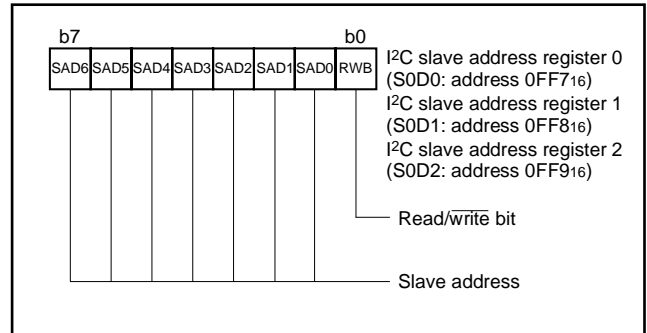 b7 b0
SAD6 SAD5 SAD4 SAD3 SAD2 SAD1 SAD0 RWB
I2C slave address register 0
(S0D0: address 0FF716)
I2C slave address register 1
(S0D1: address 0FF816)
I2C slave address register 2
(S0D2: address 0FF916)
Read/write bit
Slave address